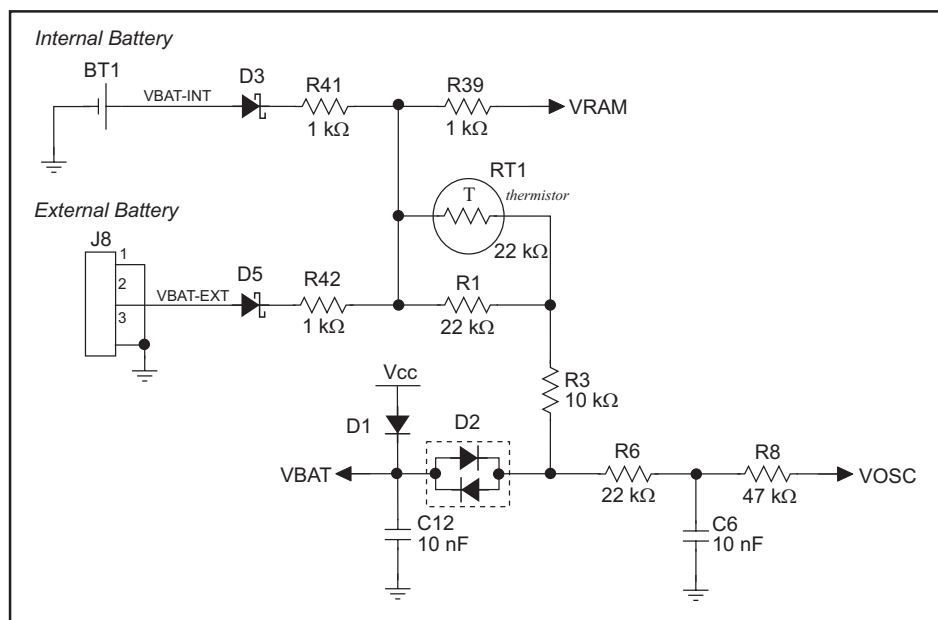 Internal Battery
BT1
VBAT-INT
D3
R41
1 kΩ
R39
1 kΩ
VRAM
RT1
T
thermistor
22 kΩ
External Battery
J8
1
2
3
VBAT-EXT
D5
R42
1 kΩ
R1
22 kΩ
R3
10 kΩ
Vcc
D1
D2
VBAT
C12
10 nF
R6
22 kΩ
R8
47 kΩ
VOSC
C6
10 nF